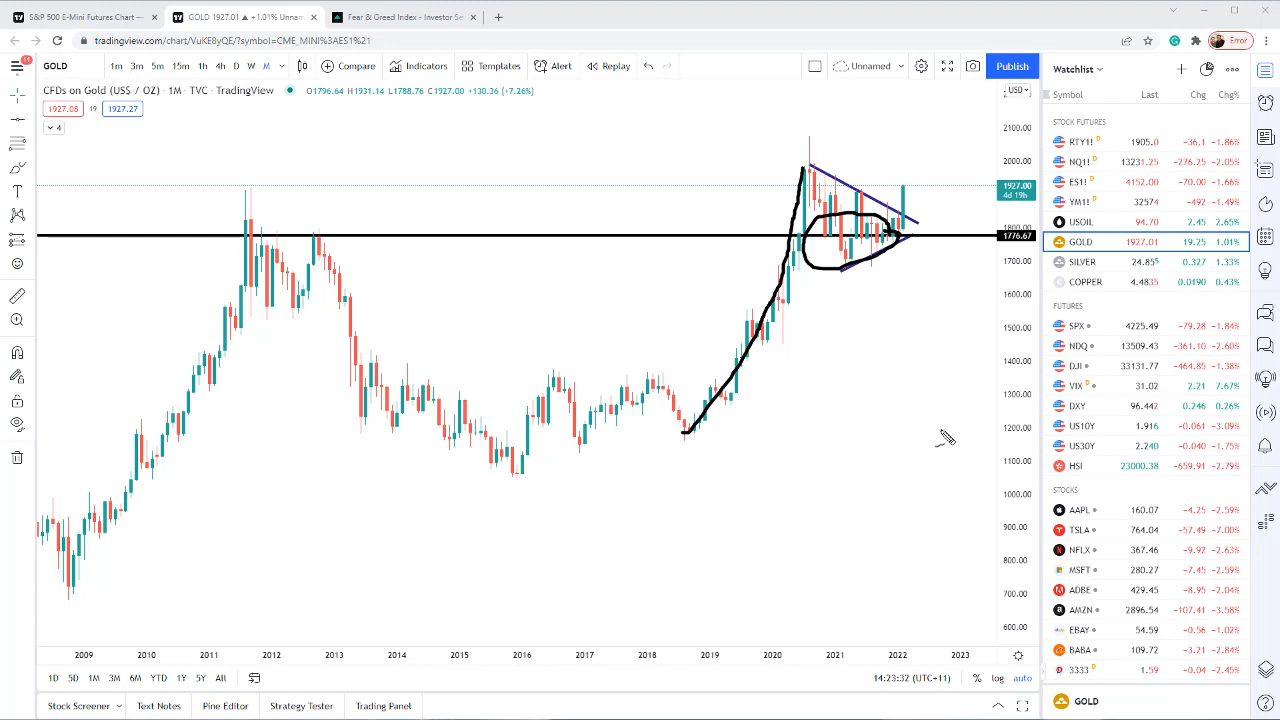 S&P 500 E-Mini Futures Chart —
GOLD 1927.01 ▲ +1.01% Unnam
Fear & Greed Index - Investor Se
tradingview.com/chart/VuKE8yQE/?symbol=CME_MINI%3AES1%21
Error
11
GOLD
1m 3m 5m 15m 1h 4h D W M
Compare
Indicators
Templates
Alert
Replay
Unnamed
Publish
CFDs on Gold (US$ / OZ) · 1M · TVC · TradingView
O1796.64 H1931.14 L1788.76 C1927.00 +130.36 (+7.26%)
USD
1927.08 19 1927.27
4
2100.00
2000.00
1927.00
4d 19h
1800.00
1776.67
1700.00
1600.00
1500.00
1400.00
1300.00
1200.00
1100.00
1000.00
900.00
800.00
700.00
600.00
2009 2010 2011 2012 2013 2014 2015 2016 2017 2018 2019 2020 2021 2022 2023
1D 5D 1M 3M 6M YTD 1Y 5Y All
14:23:32 (UTC+11) % log auto
Stock Screener Text Notes Pine Editor Strategy Tester Trading Panel
Watchlist
Symbol Last Chg Chg%
STOCK FUTURES
RTY1! D 1905.0 -36.1 -1.86%
NQ1! D 13231.25 -276.25 -2.05%
ES1! D 4152.00 -70.00 -1.66%
YM1! D 32574 -492 -1.49%
USOIL 94.70 2.45 2.65%
GOLD 1927.01 19.25 1.01%
SILVER 24.855 0.327 1.33%
COPPER 4.4835 0.0190 0.43%
FUTURES
SPX 4225.49 -79.28 -1.84%
NDQ 13509.43 -361.10 -2.60%
DJI 33131.77 -464.85 -1.38%
VIX D 31.02 2.21 7.67%
DXY 96.442 0.246 0.26%
US10Y 1.916 -0.061 -3.09%
US30Y 2.240 -0.040 -1.75%
HSI 23000.38 -659.91 -2.79%
STOCKS
AAPL 160.07 -4.25 -2.59%
TSLA 764.04 -57.49 -7.00%
NFLX 367.46 -9.92 -2.63%
MSFT 280.27 -7.45 -2.59%
ADBE 429.45 -8.95 -2.04%
AMZN 2896.54 -107.41 -3.58%
EBAY 54.59 -0.56 -1.02%
BABA 109.72 -3.21 -2.84%
3333 D 1.59 -0.04 -2.45%
GOLD